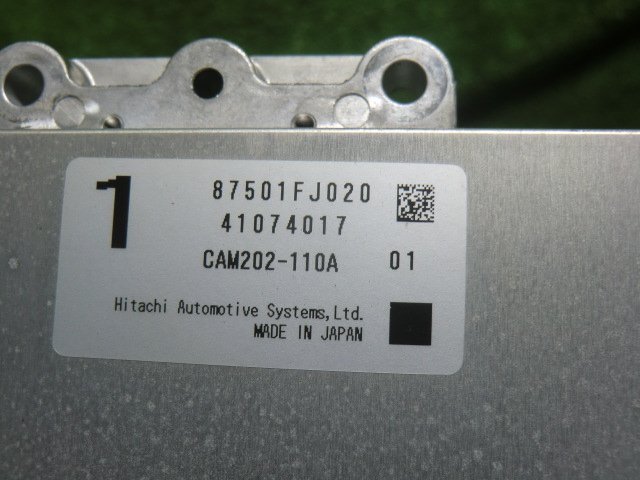 1
87501FJ020
41074017
CAM202-110A 01
Hitachi Automotive Systems,Ltd.
MADE IN JAPAN